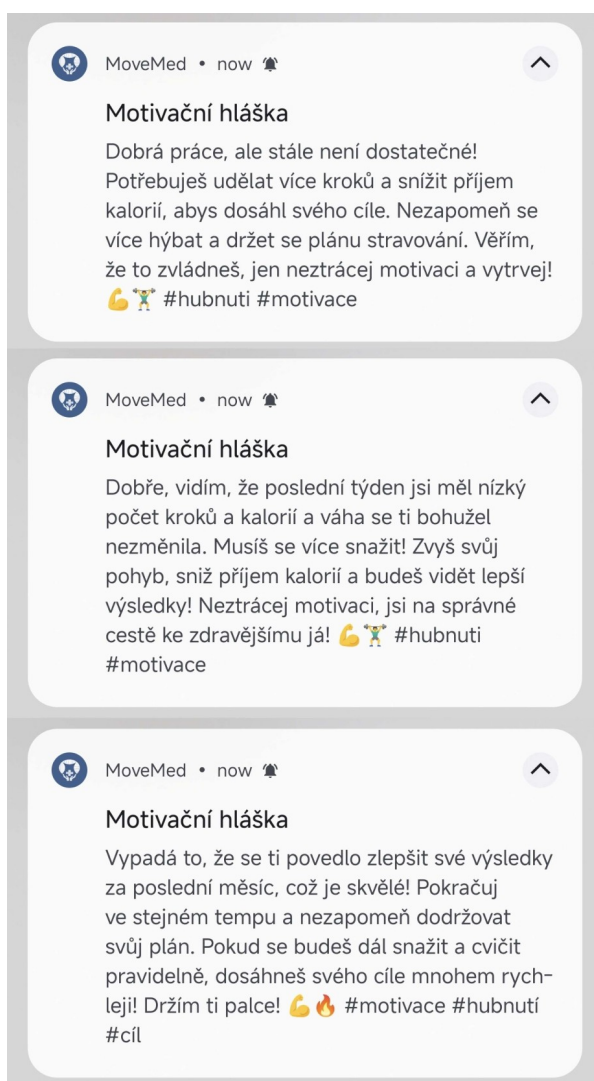 MoveMed • now
Motivační hláška
Dobrá práce, ale stále není dostatečné!
Potřebuješ udělat více kroků a snížit příjem
kalorií, abys dosáhl svého cíle. Nezapomeň se
více hýbat a držet se plánu stravování. Věřím,
že to zvládneš, jen neztrácej motivaci a vytrvej!
💪🏋️‍♂️ #hubnuti #motivace
MoveMed • now
Motivační hláška
Dobře, vidím, že poslední týden jsi měl nízký
počet kroků a kalorií a váha se ti bohužel
nezměnila. Musíš se více snažit! Zvyš svůj
pohyb, sniž příjem kalorií a budeš vidět lepší
výsledky! Neztrácej motivaci, jsi na správné
cestě ke zdravějšímu já! 💪🏋️‍♂️ #hubnuti
#motivace
MoveMed • now
Motivační hláška
Vypadá to, že se ti povedlo zlepšit své výsledky
za poslední měsíc, což je skvělé! Pokračuj
ve stejném tempu a nezapomeň dodržovat
svůj plán. Pokud se budeš dál snažit a cvičit
pravidelně, dosáhneš svého cíle mnohem rych-
leji! Držím ti palce! 💪🔥 #motivace #hubnutí
#cíl